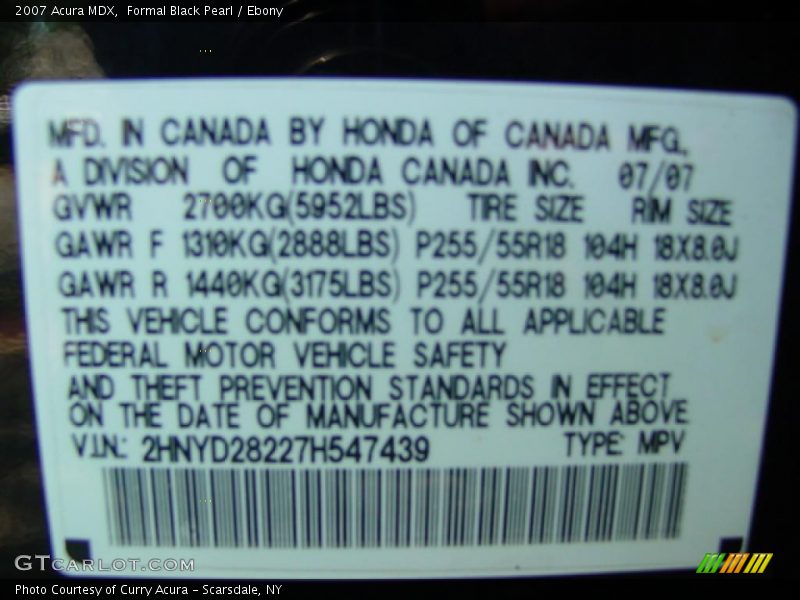 2007 Acura MDX,  Formal Black Pearl / Ebony
MFD. IN CANADA BY HONDA OF CANADA MFG.,
A DIVISION OF HONDA CANADA INC. 07/07
GVWR 2700KG(5952LBS) TIRE SIZE RIM SIZE
GAWR F 1310KG(2888LBS) P255/55R18 104H 18X8.0J
GAWR R 1440KG(3175LBS) P255/55R18 104H 18X8.0J
THIS VEHICLE CONFORMS TO ALL APPLICABLE
FEDERAL MOTOR VEHICLE SAFETY
AND THEFT PREVENTION STANDARDS IN EFFECT
ON THE DATE OF MANUFACTURE SHOWN ABOVE
V.I.N.: 2HNYD28227H547439 TYPE: MPV
GTCARLOT.COM
Photo Courtesy of Curry Acura - Scarsdale, NY